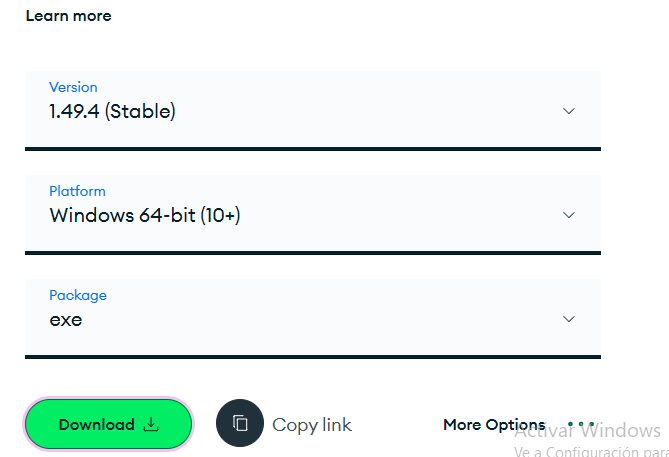 Learn more
Version
1.49.4 (Stable)
Platform
Windows 64-bit (10+)
Package
exe
Download
Copy link
More Options
Activar Windows
Ve a Configuración para